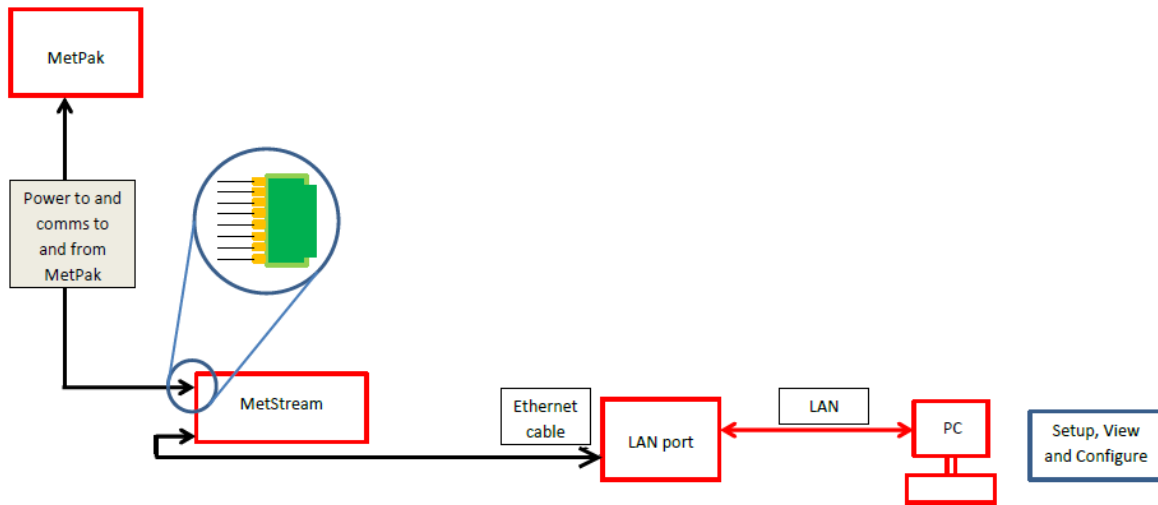 MetPak
Power to and
comms to
and from
MetPak
MetStream
Ethernet
cable
LAN port
LAN
PC
Setup, View
and Configure